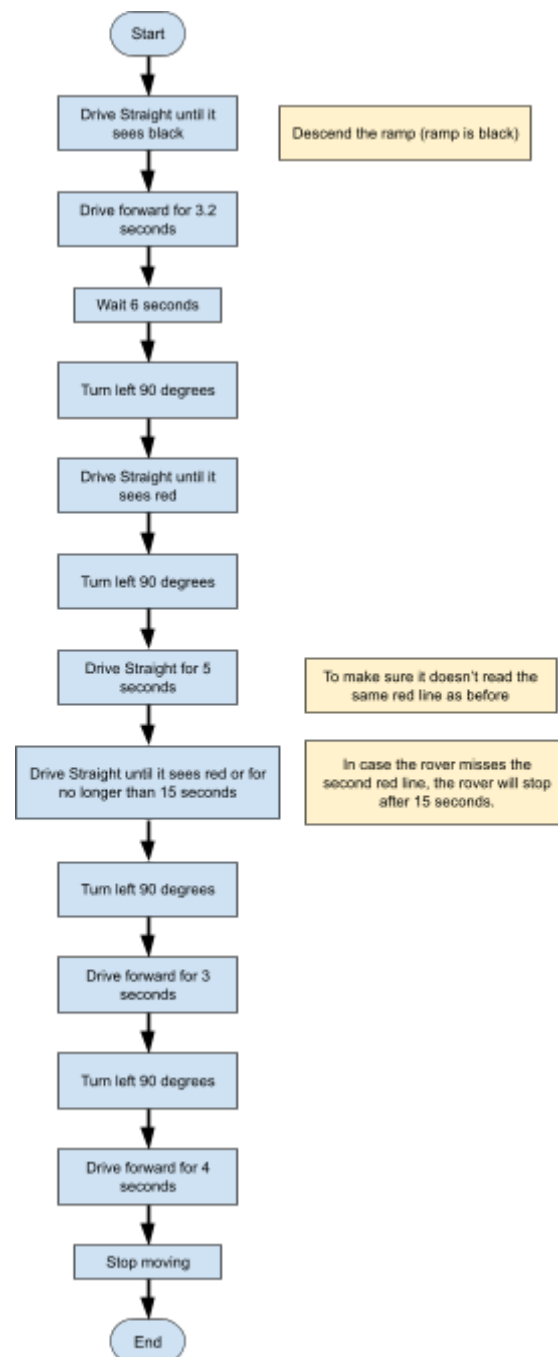 Start
Drive Straight until it
sees black
Descend the ramp (ramp is black)
Drive forward for 3.2
seconds
Wait 6 seconds
Turn left 90 degrees
Drive Straight until it
sees red
Turn left 90 degrees
Drive Straight for 5
seconds
To make sure it doesn't read the
same red line as before
Drive Straight until it sees red or for
no longer than 15 seconds
In case the rover misses the
second red line, the rover will stop
after 15 seconds.
Turn left 90 degrees
Drive forward for 3
seconds
Turn left 90 degrees
Drive forward for 4
seconds
Stop moving
End